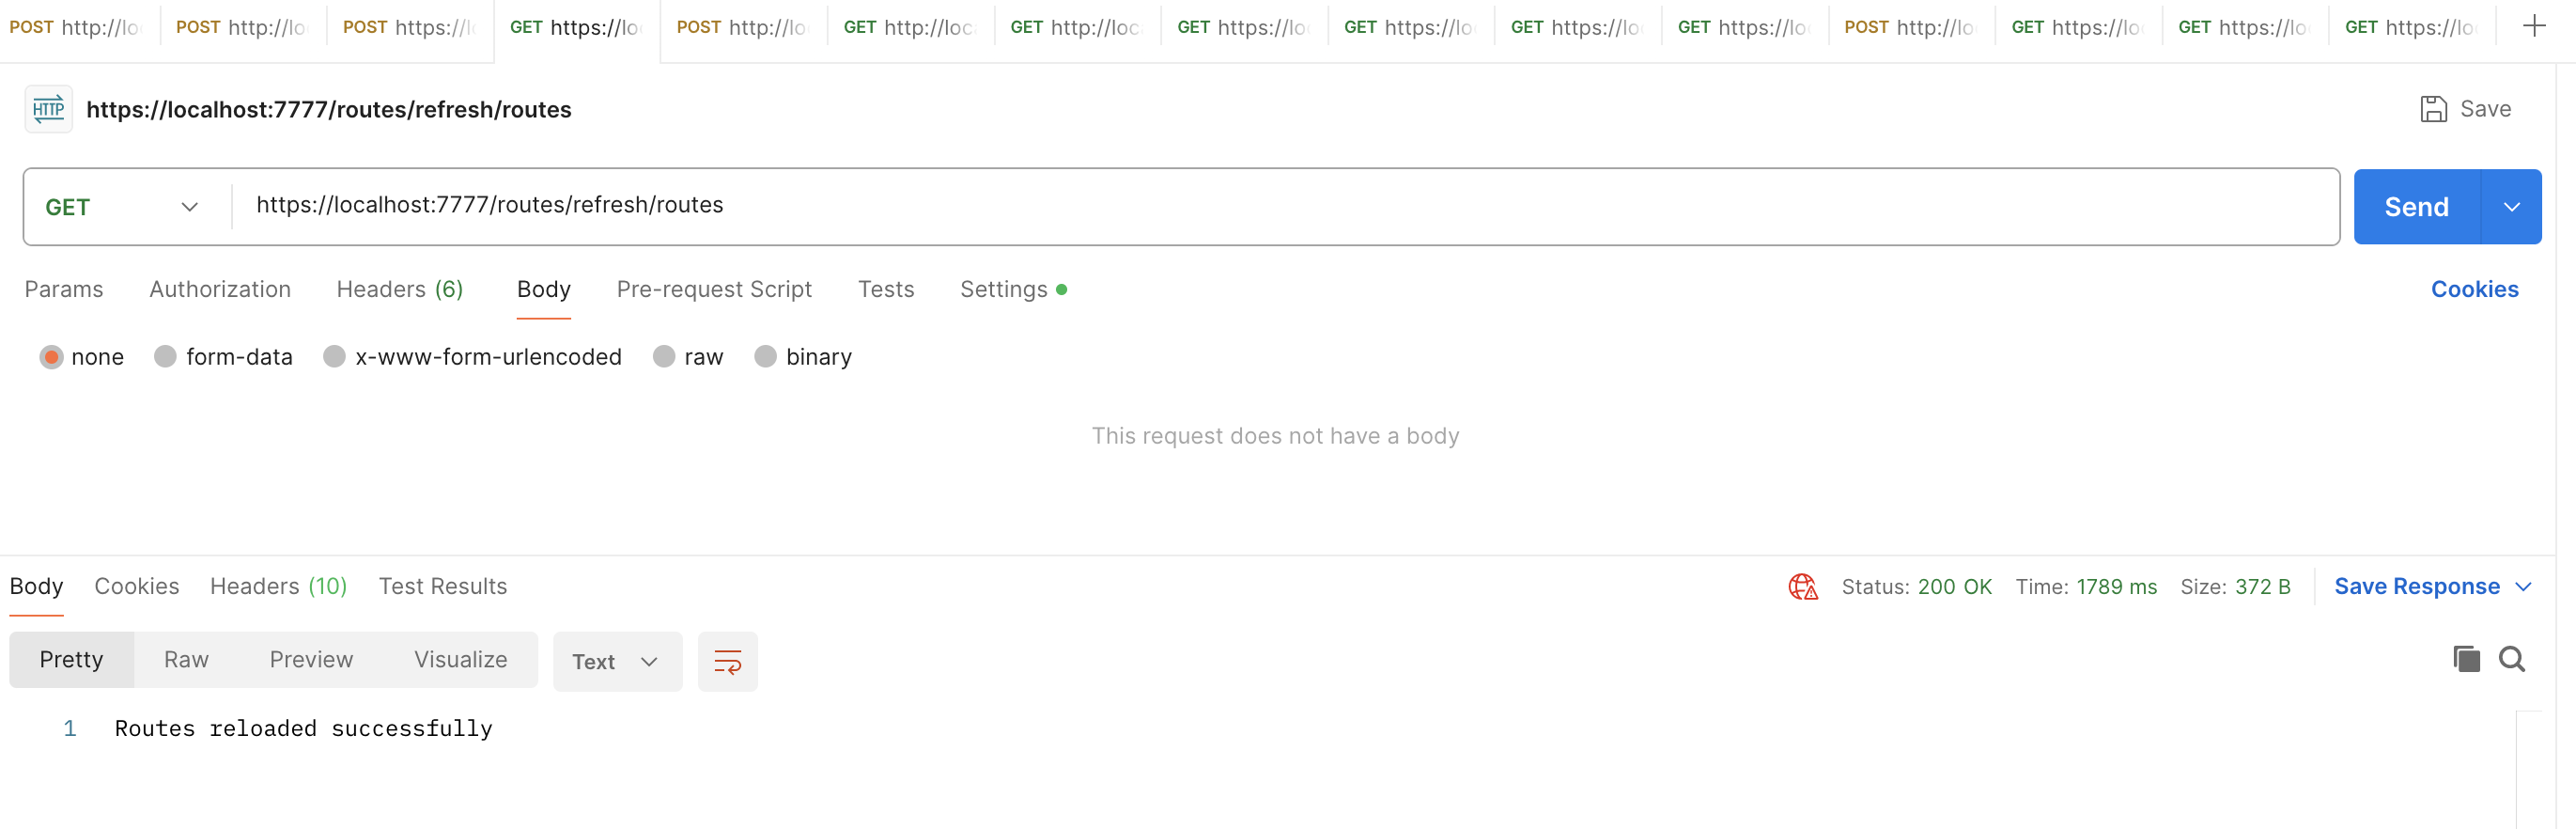 POST http://lo POST http://lo POST https://l GET https://lo POST http://lo GET http://loc GET http://loc GET https://lo GET https://lo GET https://lo GET https://lo POST http://lo GET https://lo GET https://lo GET https://lo
HTTP https://localhost:7777/routes/refresh/routes Save
GET https://localhost:7777/routes/refresh/routes Send
Params Authorization Headers (6) Body Pre-request Script Tests Settings Cookies
none form-data x-www-form-urlencoded raw binary
This request does not have a body
Body Cookies Headers (10) Test Results Status: 200 OK Time: 1789 ms Size: 372 B Save Response
Pretty Raw Preview Visualize Text
1 Routes reloaded successfully